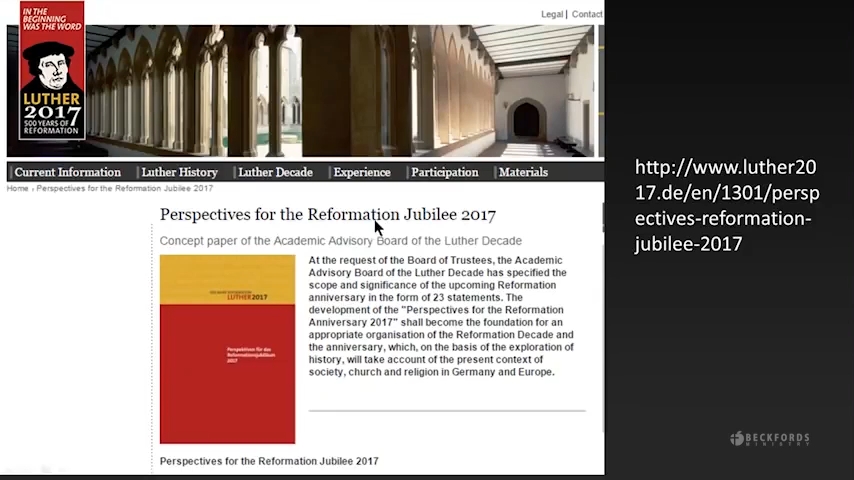 IN THE
BEGINNING
WAS THE WORD
LUTHER
2017
500 YEARS OF
REFORMATION
Legal | Contact
Current Information
Luther History
Luther Decade
Experience
Participation
Materials
Home › Perspectives for the Reformation Jubilee 2017
Perspectives for the Reformation Jubilee 2017
Concept paper of the Academic Advisory Board of the Luther Decade
LUTHER2017
Perspektiven für das
Reformationsjubiläum
2017
At the request of the Board of Trustees, the Academic
Advisory Board of the Luther Decade has specified the
scope and significance of the upcoming Reformation
anniversary in the form of 23 statements. The
development of the "Perspectives for the Reformation
Anniversary 2017" shall become the foundation for an
appropriate organisation of the Reformation Decade and
the anniversary, which, on the basis of the exploration of
history, will take account of the present context of
society, church and religion in Germany and Europe.
Perspectives for the Reformation Jubilee 2017
http://www.luther20
17.de/en/1301/persp
ectives-reformation-
jubilee-2017
BECKFORDS
MINISTRY